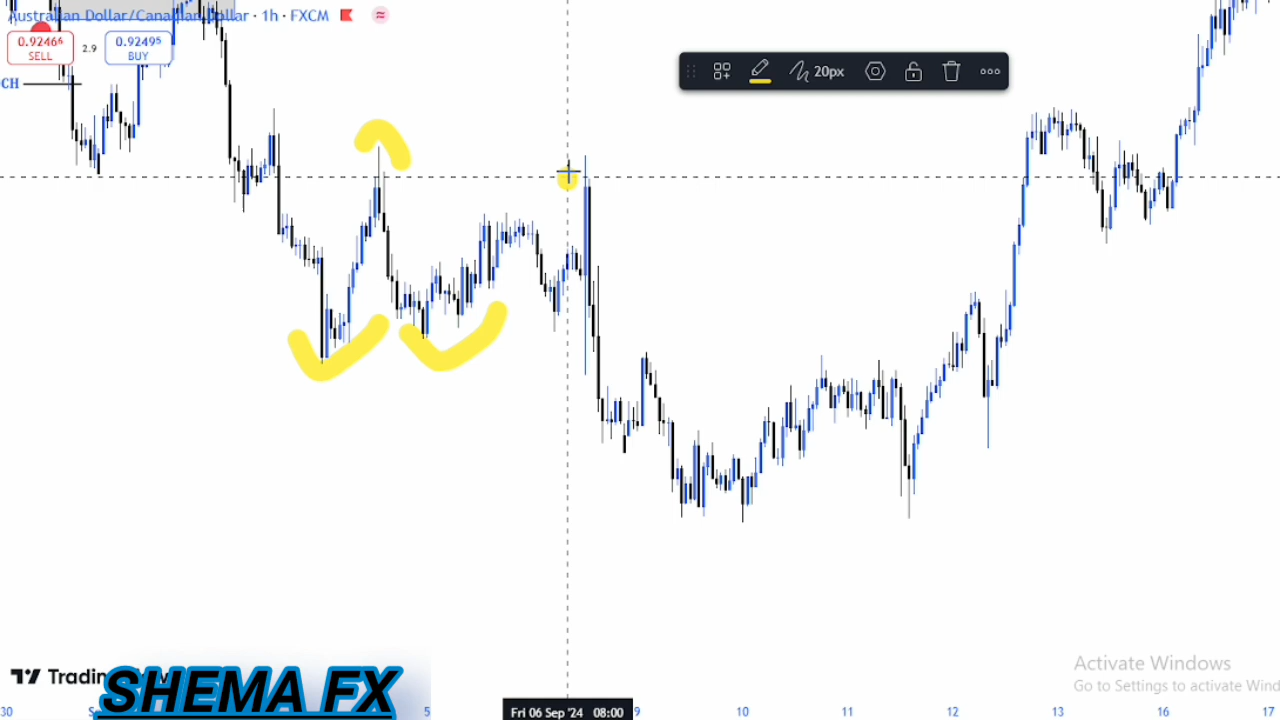 Australian Dollar/Canadian Dollar · 1h · FXCM
0.92466
SELL
2.9
0.92495
BUY
CH
20px
Activate Windows
Go to Settings to activate Wind
SHEMA FX
30
5
Fri 06 Sep '24 08:00
9
10
11
12
13
16
17